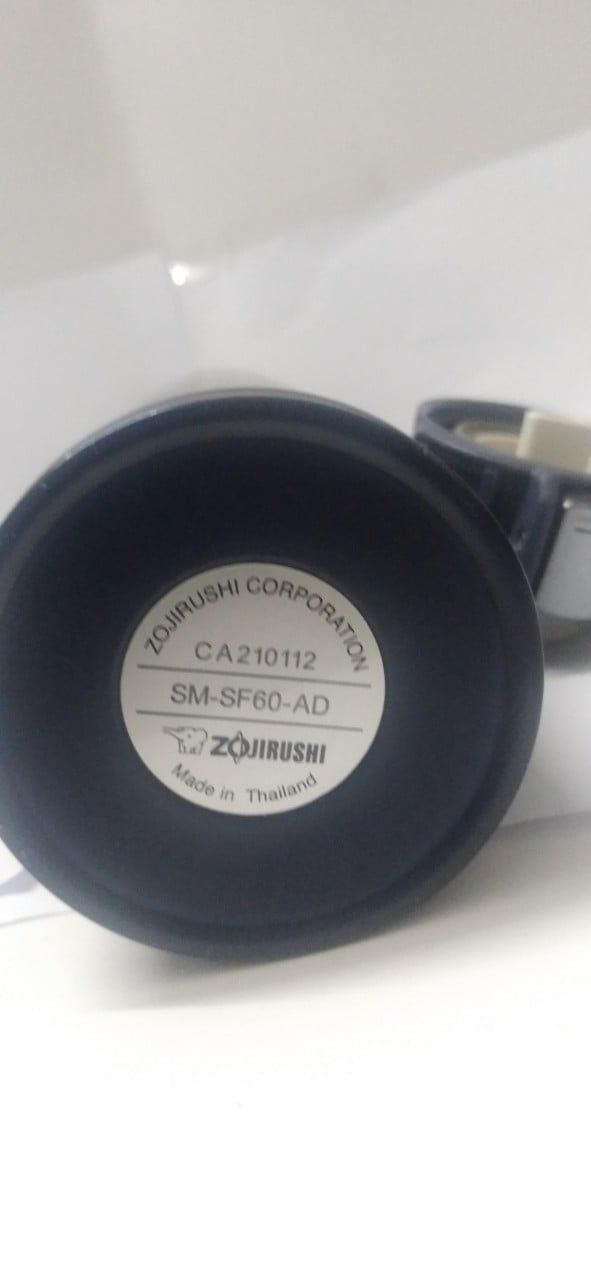 ZOJIRUSHI CORPORATION
CA210112
SM-SF60-AD
ZOJIRUSHI
Made in Thailand